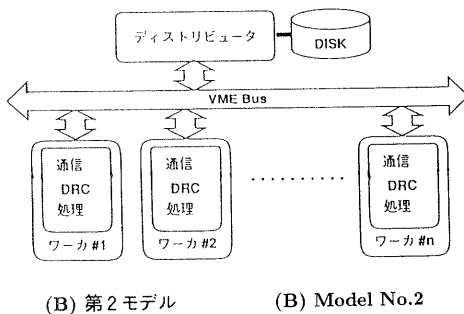 ディストリビュータ
DISK
VME Bus
通信
DRC
処理
ワーカ #1
通信
DRC
処理
ワーカ #2
通信
DRC
処理
ワーカ #n
(B) 第2モデル
(B) Model No.2